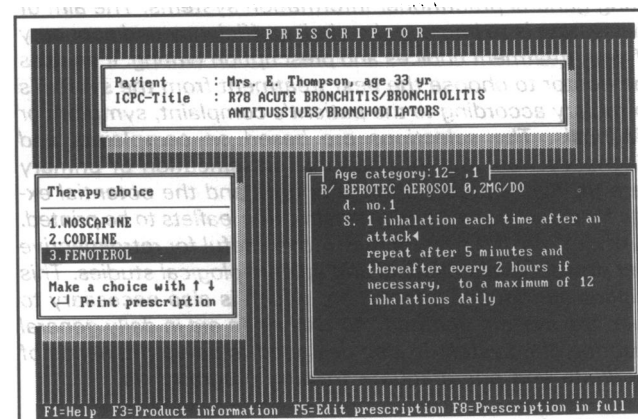 PRESCRIPTOR
Patient : Mrs. E. Thompson, age 33 yr
ICPC-Title : R78 ACUTE BRONCHITIS/BRONCHIOLITIS
ANTITUSSIVES/BRONCHODILATORS
Therapy choice
1.NOSCAPINE
2.CODEINE
3.FENOTEROL
Make a choice with ↑ ↓
<─┘ Print prescription
Age category:12- ,1
R/ BEROTEC AEROSOL 0,2MG/DO
d. no.1
S. 1 inhalation each time after an
attack◄
repeat after 5 minutes and
thereafter every 2 hours if
necessary, to a maximum of 12
inhalations daily
F1=Help F3=Product information F5=Edit prescription F8=Prescription in full